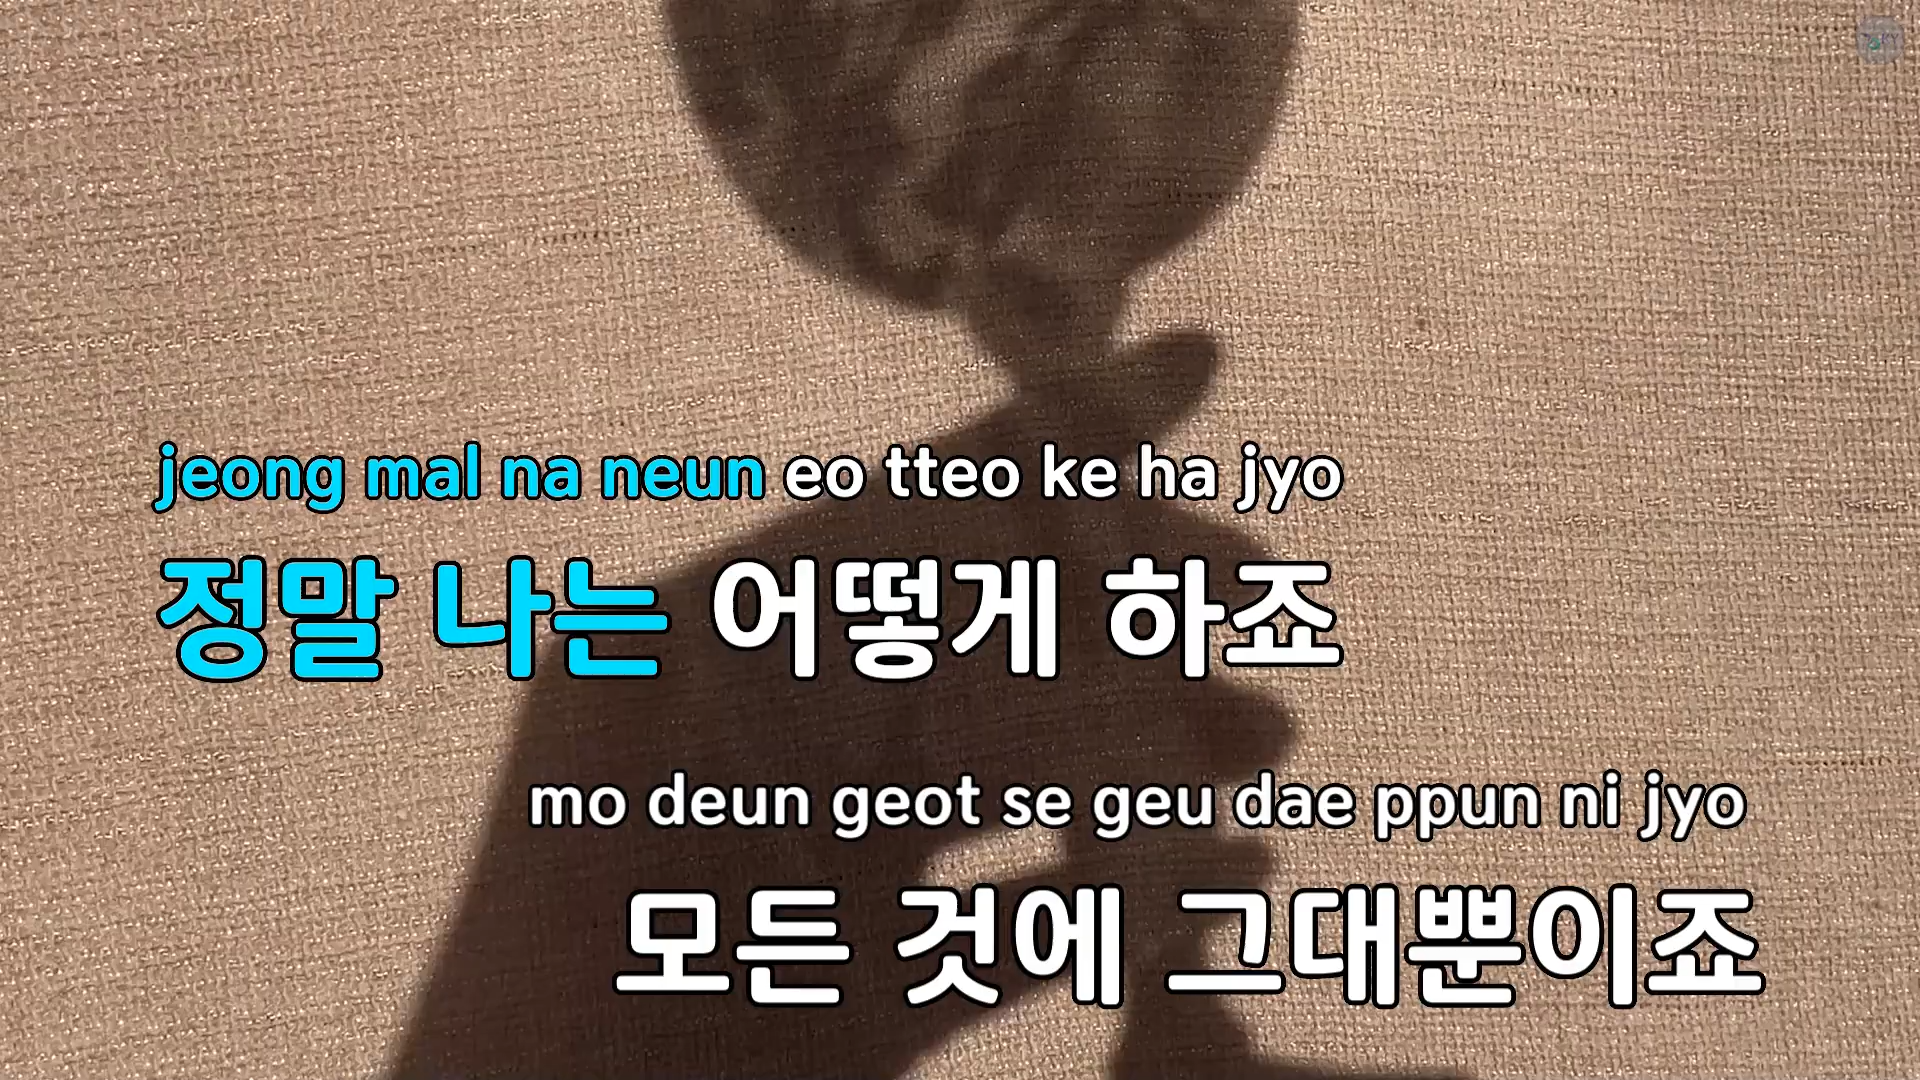 jeong mal na neun eo tteo ke ha jyo
정말 나는 어떻게 하죠
mo deun geot se geu dae ppun ni jyo
모든 것에 그대뿐이죠